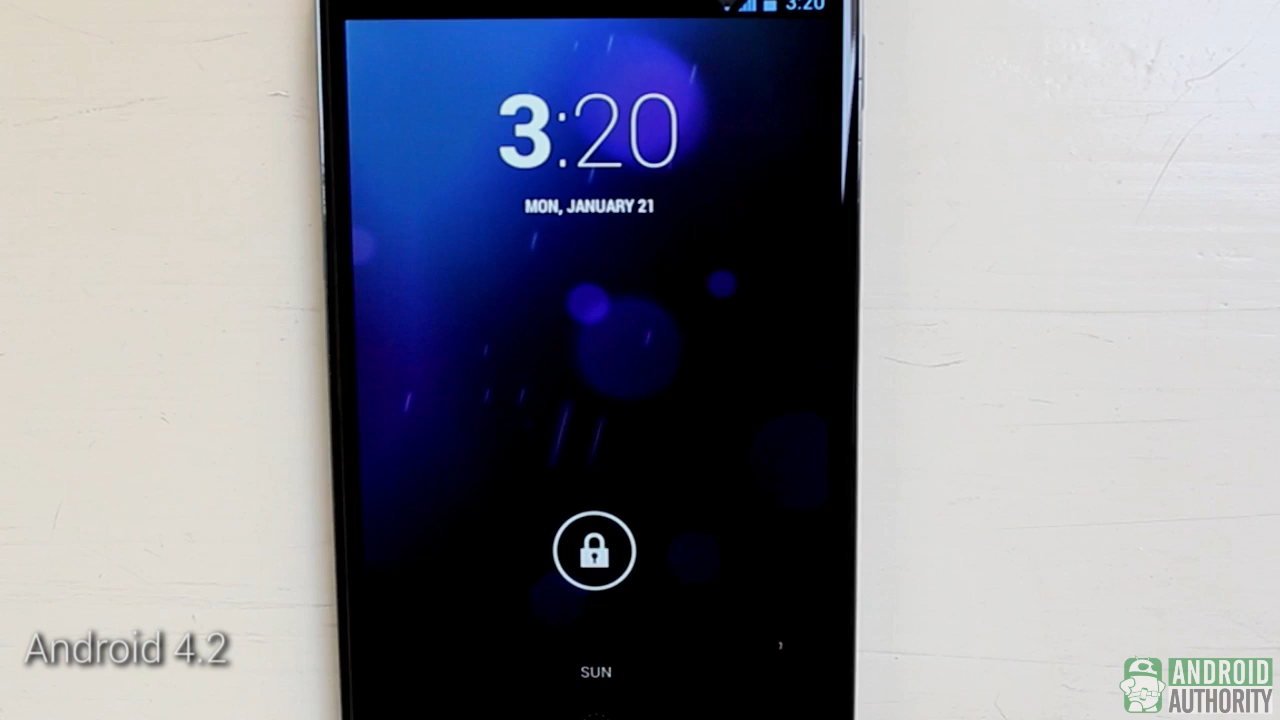 3:20
3:20
MON, JANUARY 21
Android 4.2
SUN
ANDROID
AUTHORITY